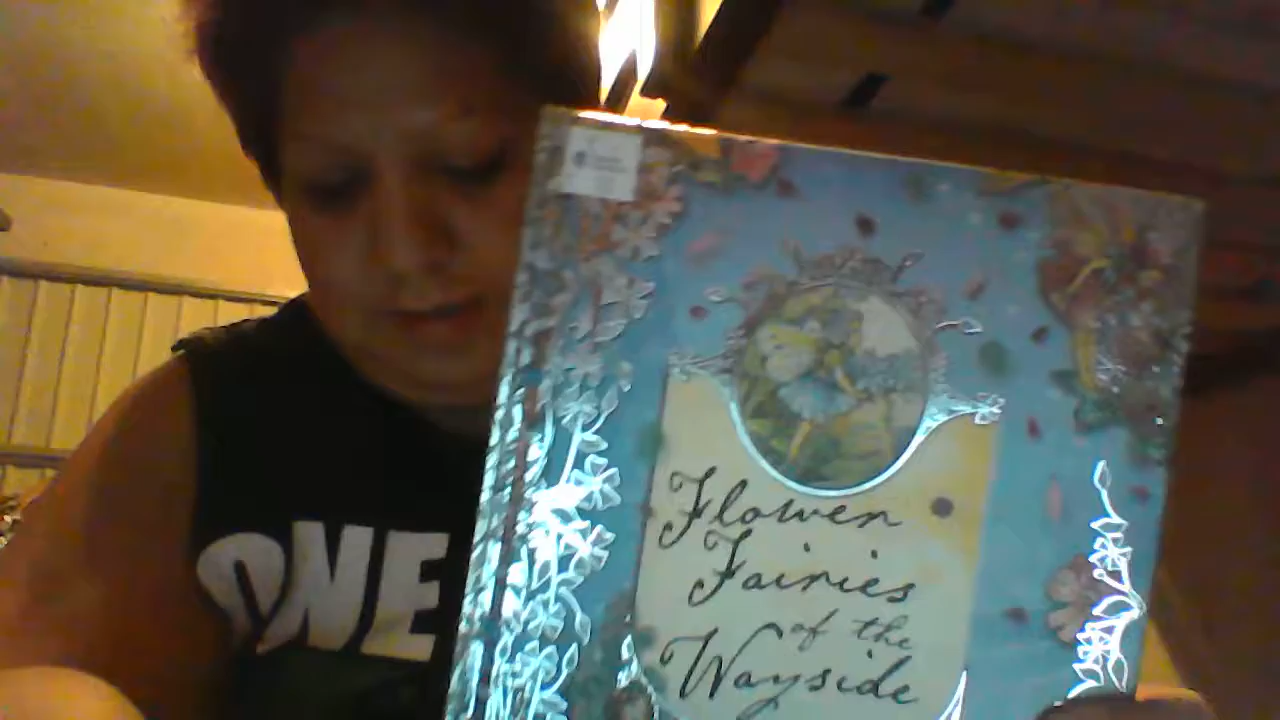 Flower
Fairies
of the
Wayside
ONE